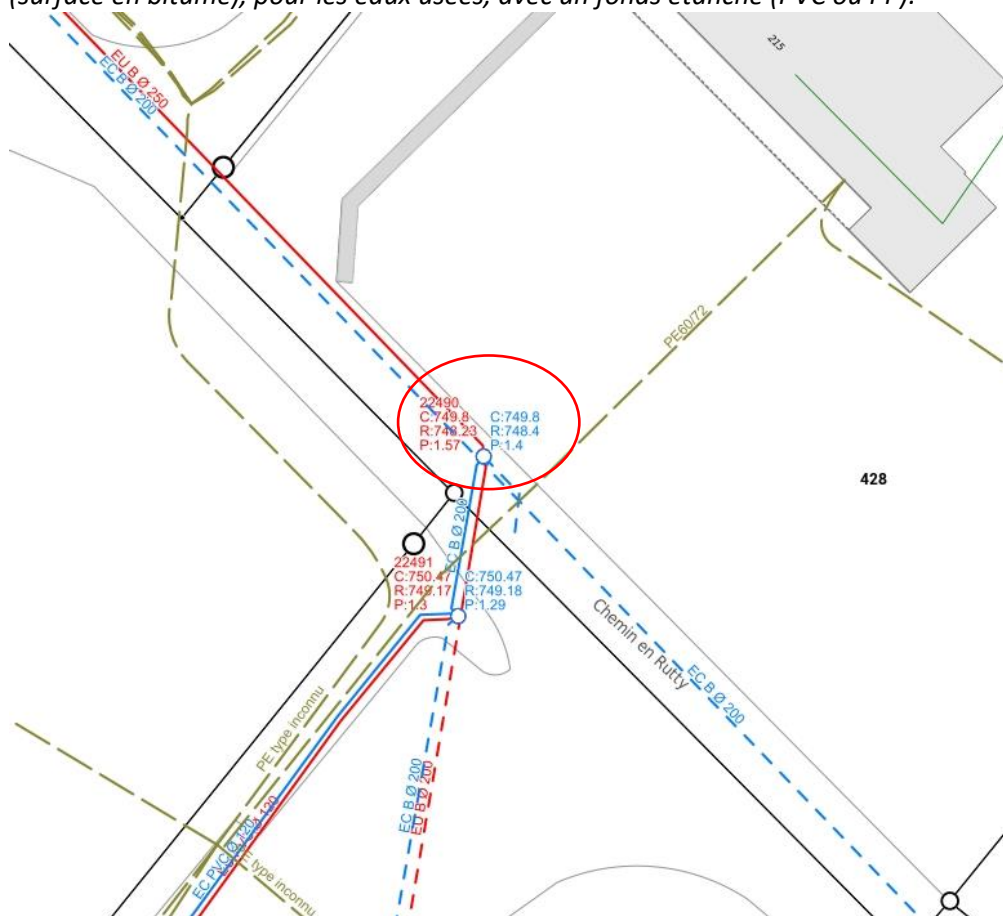 (surface en bitume), pour les eaux usées, avec un fonds étanche (PVC ou PP).
215
EU B Ø 250
EC B Ø 200
PE60/72
22490
C:749.8
R:748.23
P:1.57
C:749.8
R:748.4
P:1.4
428
EC B Ø 200
22491
C:750.47
R:749.17
P:1.3
C:750.47
R:749.18
P:1.29
Chemin en Rutty
EC B Ø 200
PE type inconnu
EC B Ø 200
EU B Ø 200
EC PVC Ø 120
120
type inconnu